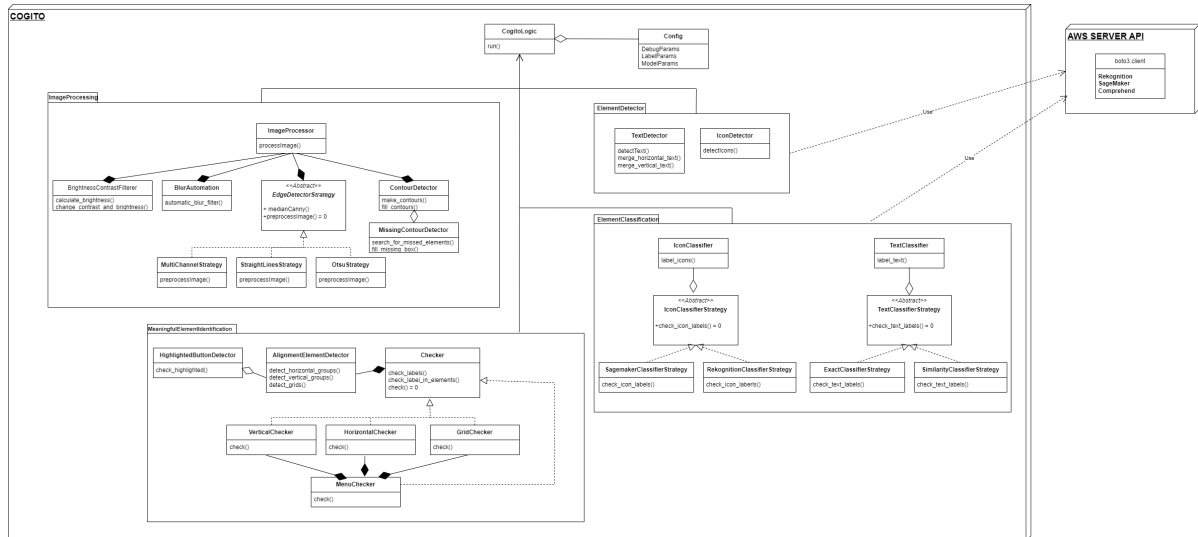 COGITO
CogitoLogic
run()
Config
DebugParams
LabelParams
ModelParams
AWS SERVER API
boto3.client
Rekognition
SageMaker
Comprehend
Use
Use
ImageProcessing
ImageProcessor
processImage()
BrightnessContrastFilterer
calculate_brightness()
change_contrast_and_brightness()
BlurAutomation
automatic_blur_filter()
<<Abstract>>
EdgeDetectorStrategy
+ medianCanny()
+preprocessImage() = 0
ContourDetector
make_contours()
fill_contours()
MissingContourDetector
search_for_missed_elements()
fill_missing_box()
MultiChannelStrategy
preprocessImage()
StraightLinesStrategy
preprocessImage()
OtsuStrategy
preprocessImage()
ElementDetector
TextDetector
detectText()
merge_horizontal_text()
merge_vertical_text()
IconDetector
detectIcons()
ElementClassification
IconClassifier
label_icons()
TextClassifier
label_text()
<<Abstract>>
IconClassifierStrategy
+check_icon_labels() = 0
<<Abstract>>
TextClassifierStrategy
+check_text_labels() = 0
SagemakerClassifierStrategy
check_icon_labels()
RekognitionClassifierStrategy
check_icon_laberis()
ExactClassifierStrategy
check_text_labels()
SimilarityClassifierStrategy
check_text_labels()
MeaningfulElementIdentification
HighlightedButtonDetector
check_highlighted()
AlignmentElementDetector
detect_horizontal_groups()
detect_vertical_groups()
detect_grids()
Checker
check_labels()
check_label_in_elements()
check() = 0
VerticalChecker
check()
HorizontalChecker
check()
GridChecker
check()
MenuChecker
check()